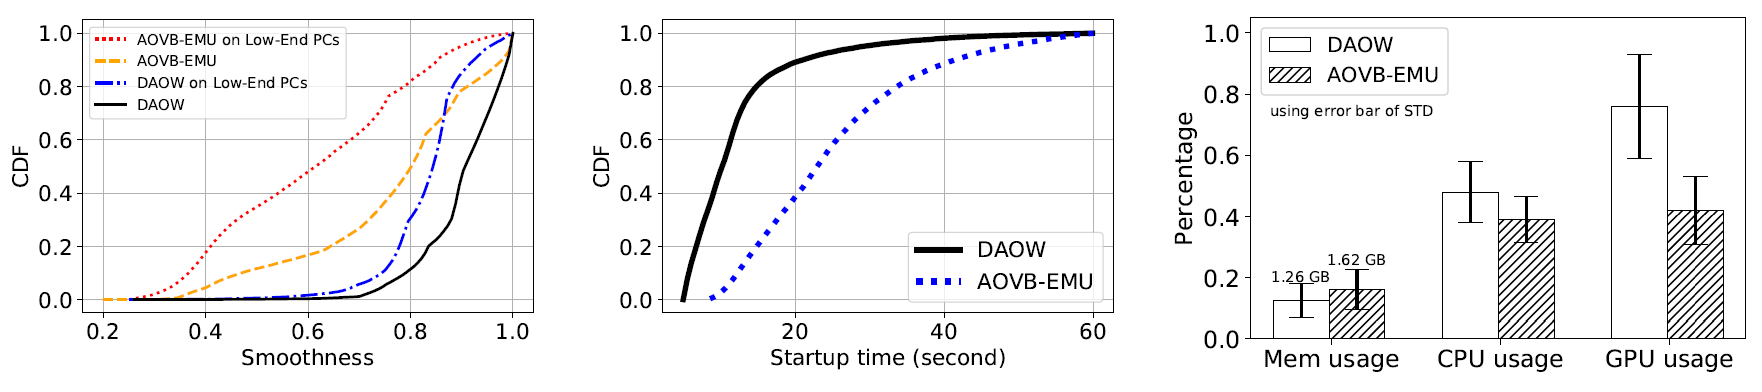 1.0
0.8
0.6
0.4
0.2
0.0
CDF
AOVB-EMU on Low-End PCs
AOVB-EMU
DAOW on Low-End PCs
DAOW
0.2 0.4 0.6 0.8 1.0
Smoothness
1.0
0.8
0.6
0.4
0.2
0.0
CDF
DAOW
AOVB-EMU
20 40 60
Startup time (second)
1.0
0.8
0.6
0.4
0.2
0.0
Percentage
DAOW
AOVB-EMU
using error bar of STD
1.26 GB
1.62 GB
Mem usage CPU usage GPU usage